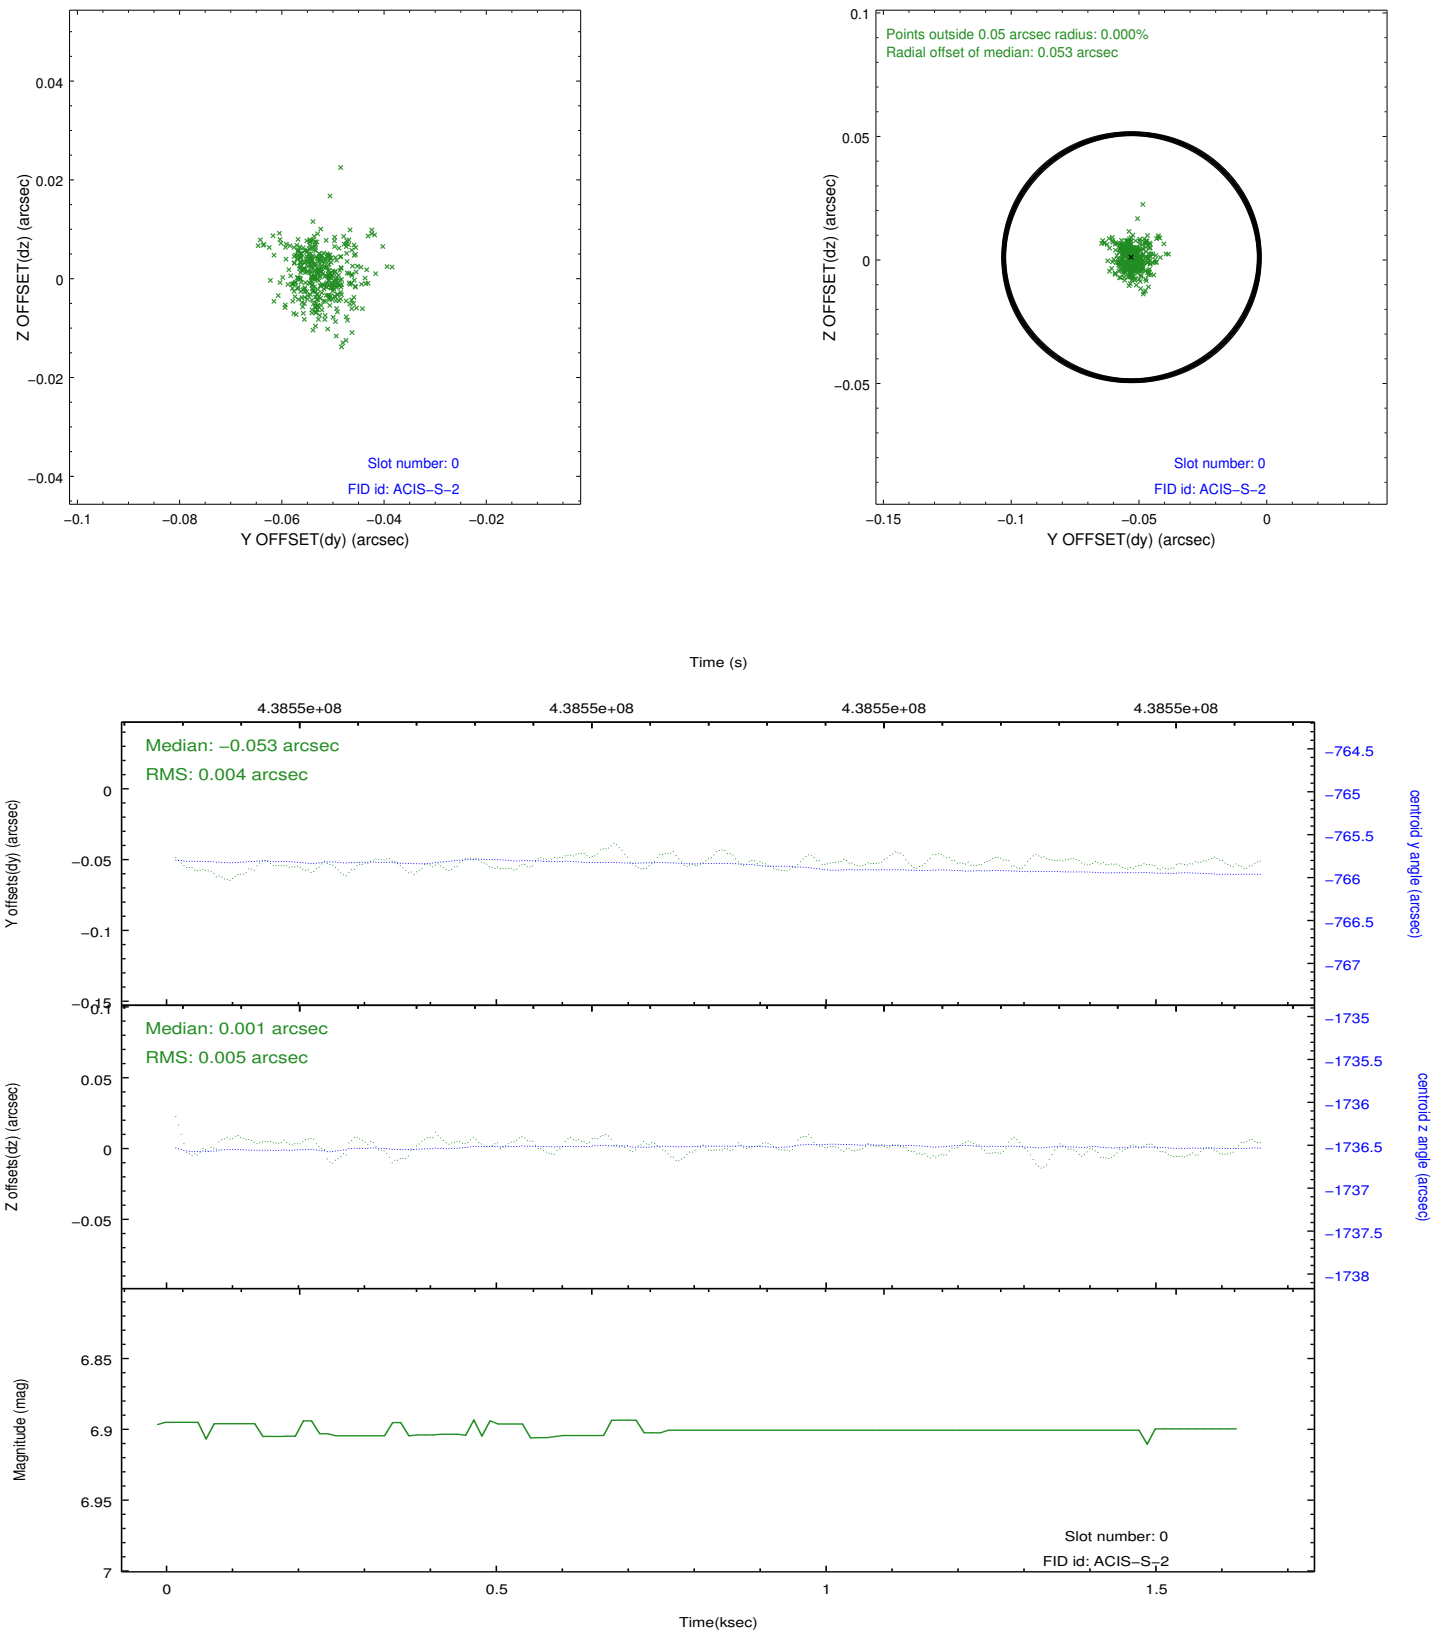 0.04
0.02
0
−0.02
−0.04
Z OFFSET(dz) (arcsec)
Slot number: 0
FID id: ACIS−S−2
−0.1
−0.08
−0.06
−0.04
−0.02
Y OFFSET(dy) (arcsec)
0.1
0.05
0
−0.05
Z OFFSET(dz) (arcsec)
Points outside 0.05 arcsec radius: 0.000%
Radial offset of median: 0.053 arcsec
Slot number: 0
FID id: ACIS−S−2
−0.15
−0.1
−0.05
0
Y OFFSET(dy) (arcsec)
Time (s)
4.3855e+08
4.3855e+08
4.3855e+08
4.3855e+08
Median: −0.053 arcsec
RMS: 0.004 arcsec
0
−0.05
−0.1
−0.15
Y offsets(dy) (arcsec)
−764.5
−765
−765.5
−766
−766.5
−767
centroid y angle (arcsec)
Median: 0.001 arcsec
RMS: 0.005 arcsec
0.1
0.05
0
−0.05
Z offsets(dz) (arcsec)
−1735
−1735.5
−1736
−1736.5
−1737
−1737.5
−1738
centroid z angle (arcsec)
6.85
6.9
6.95
7
Magnitude (mag)
Slot number: 0
FID id: ACIS−S−2
0
0.5
1
1.5
Time(ksec)